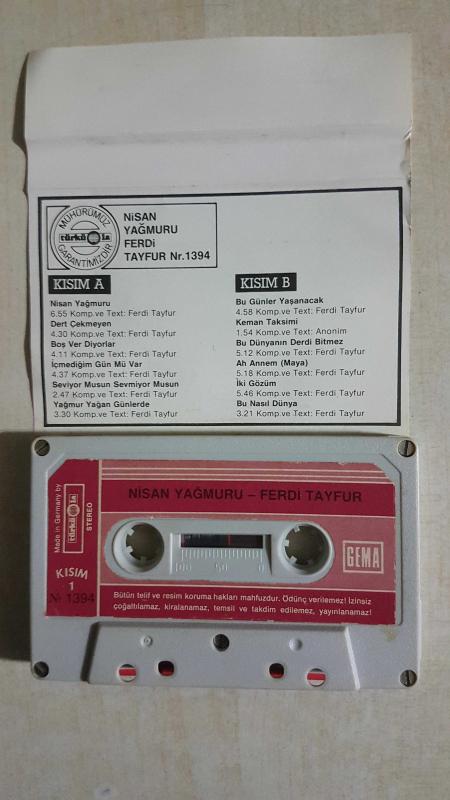 MÜHÜRÜMÜZ
türküola
GARANTİMİZDİR
NiSAN
YAĞMURU
FERDi
TAYFUR Nr.1394
KISIM A
Nisan Yağmuru
6.55 Komp.ve Text: Ferdi Tayfur
Dert Çekmeyen
4.30 Komp.ve Text: Ferdi Tayfur
Boş Ver Diyorlar
4.11 Komp.ve Text: Ferdi Tayfur
İçmediğim Gün Mü Var
4.37 Komp.ve Text: Ferdi Tayfur
Seviyor Musun Sevmiyor Musun
2.47 Komp.ve Text: Ferdi Tayfur
Yağmur Yağan Günlerde
3.30 Komp.ve Text: Ferdi Tayfur
KISIM B
Bu Günler Yaşanacak
4.58 Komp.ve Text: Ferdi Tayfur
Keman Taksimi
1.54 Komp.ve Text: Anonim
Bu Dünyanın Derdi Bitmez
5.12 Komp.ve Text: Ferdi Tayfur
Ah Annem (Maya)
5.18 Komp.ve Text: Ferdi Tayfur
İki Gözüm
5.46 Komp.ve Text: Ferdi Tayfur
Bu Nasıl Dünya
3.21 Komp.ve Text: Ferdi Tayfur
NİSAN YAĞMURU – FERDİ TAYFUR
Made in Germany by
türküola
STEREO
100 50 0
GEMA
KISIM
1
№ 1394
Bütün telif ve resim koruma hakları mahfuzdur. Ödünç verilemez! İzinsiz
çoğaltılamaz, kiralanamaz, temsil ve takdim edilemez, yayınlanamaz!